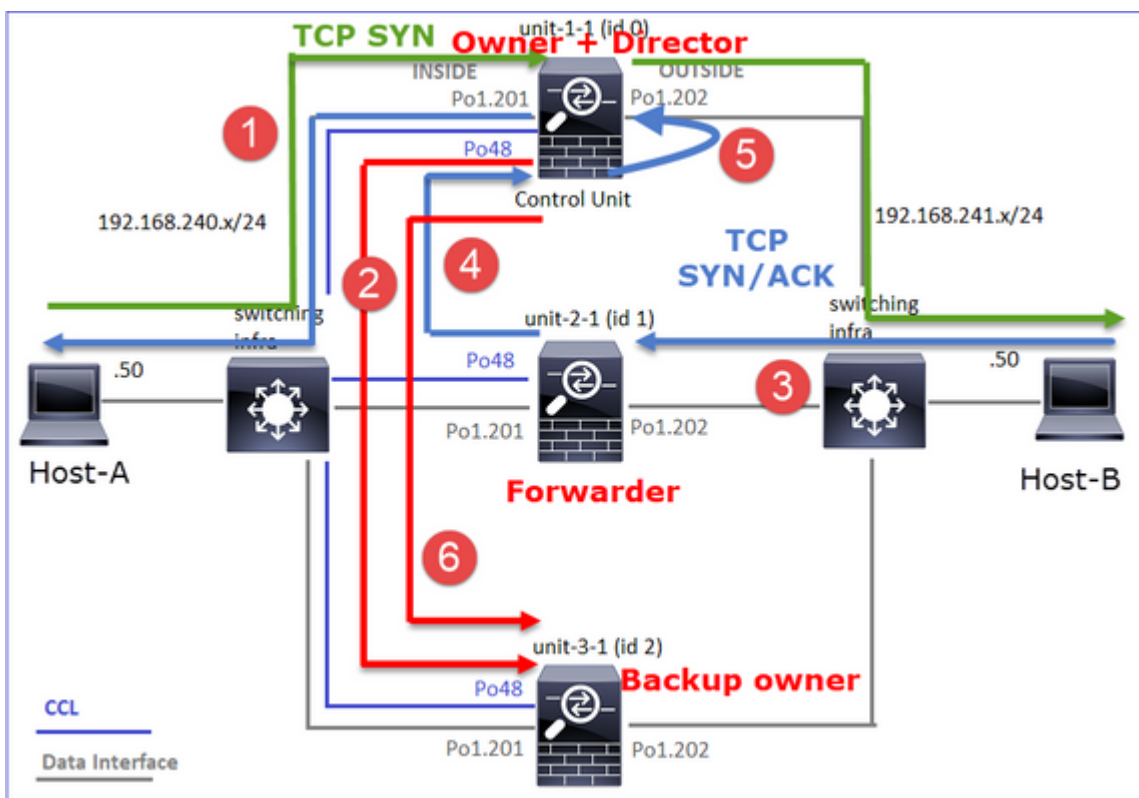 unit-1-1 (id 0)
TCP SYN
Owner + Director
INSIDE
OUTSIDE
Po1.201
Po1.202
1
5
Po48
Control Unit
192.168.240.x/24
192.168.241.x/24
2
4
TCP
SYN/ACK
switching
infra
unit-2-1 (id 1)
switching
infra
.50
Po48
3
.50
Po1.201
Po1.202
Host-A
Host-B
Forwarder
6
unit-3-1 (id 2)
Po48
Backup owner
CCL
Po1.201
Po1.202
Data Interface